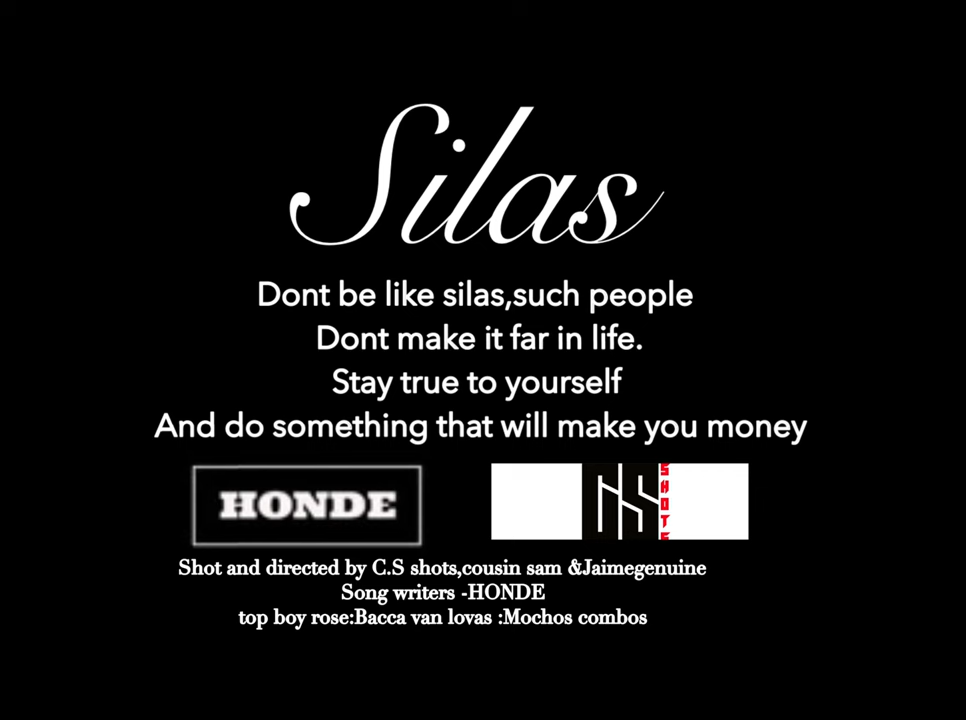 Silas
Dont be like silas,such people
Dont make it far in life.
Stay true to yourself
And do something that will make you money
HONDE
CS SHOTS
Shot and directed by C.S shots,cousin sam &Jaimegenuine
Song writers -HONDE
top boy rose:Bacca van lovas :Mochos combos